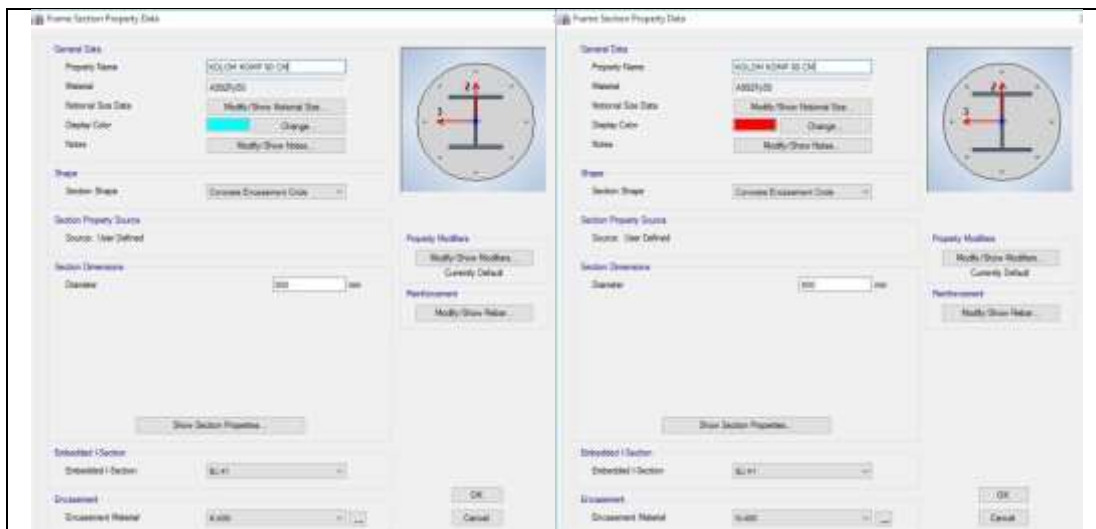 Frame Section Property Data
General Data
Property Name
Material
A992Fy50
Notional Size Data
Modify/Show Notional Size...
Display Color
Change...
Notes
Modify/Show Notes...
Shape
Section Shape
Concrete Encasement Circle
Section Property Source
Source: User Defined
Section Dimensions
Diameter
mm
Property Modifiers
Modify/Show Modifiers...
Currently Default
Reinforcement
Modify/Show Rebar...
Show Section Properties...
Embedded I-Section
Embedded I-Section
Encasement
Encasement Material
OK
Cancel
2
3
Frame Section Property Data
General Data
Property Name
Material
A992Fy50
Notional Size Data
Modify/Show Notional Size...
Display Color
Change...
Notes
Modify/Show Notes...
Shape
Section Shape
Concrete Encasement Circle
Section Property Source
Source: User Defined
Section Dimensions
Diameter
mm
Property Modifiers
Modify/Show Modifiers...
Currently Default
Reinforcement
Modify/Show Rebar...
Show Section Properties...
Embedded I-Section
Embedded I-Section
Encasement
Encasement Material
OK
Cancel
2
3